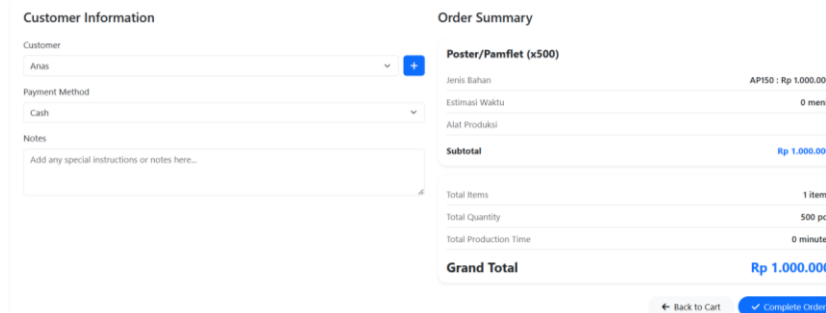 Customer Information
Customer
Anas
Payment Method
Cash
Notes
Add any special instructions or notes here...
Order Summary
Poster/Pamflet (x500)
Jenis Bahan AP150 : Rp 1.000.00
Estimasi Waktu 0 men
Alat Produksi
Subtotal Rp 1.000.00
Total Items 1 item
Total Quantity 500 pc
Total Production Time 0 minute
Grand Total Rp 1.000.000
Back to Cart Complete Order